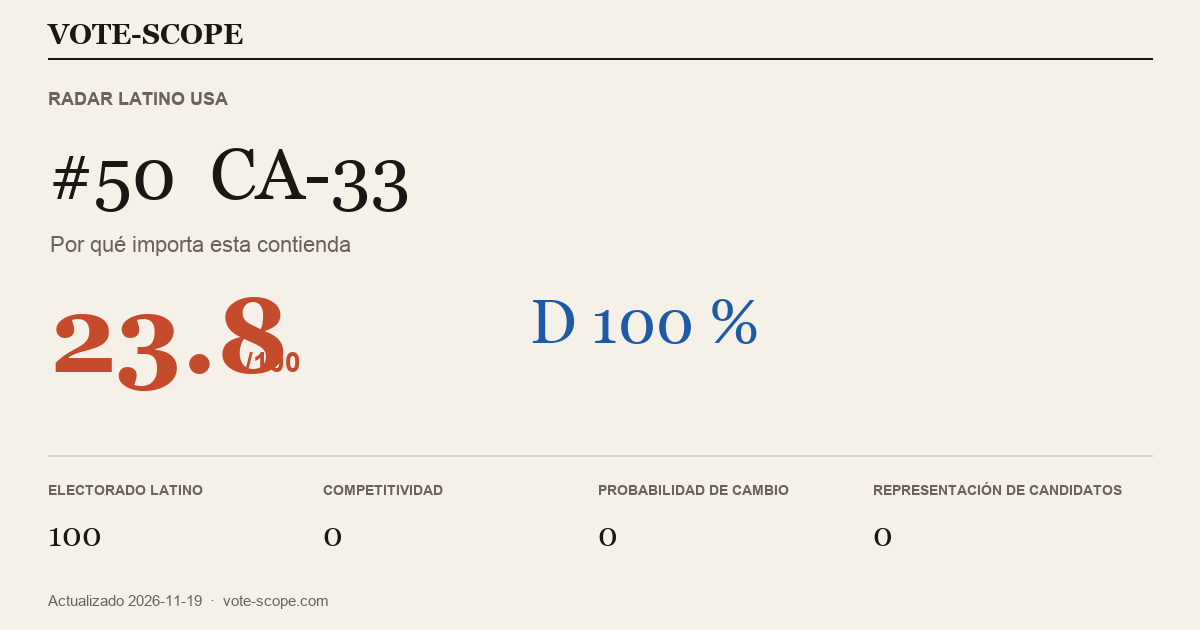 VOTE-SCOPE
RADAR LATINO USA
#50 CA-33
Por qué importa esta contienda
23.8 /100
D 100 %
ELECTORADO LATINO
COMPETITIVIDAD
PROBABILIDAD DE CAMBIO
REPRESENTACIÓN DE CANDIDATOS
100
0
0
0
Actualizado 2026-11-19 · vote-scope.com